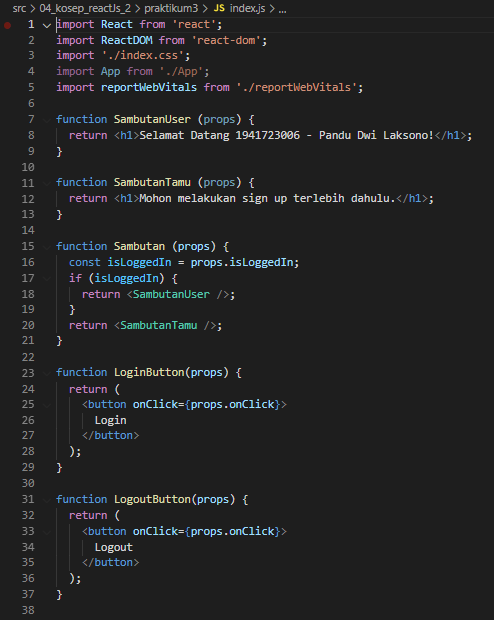 src > 04_kosep_reactJs_2 > praktikum3 > JS index.js > ...
1 import React from 'react';
2 import ReactDOM from 'react-dom';
3 import './index.css';
4 import App from './App';
5 import reportWebVitals from './reportWebVitals';
6
7 function SambutanUser (props) {
8 return <h1>Selamat Datang 1941723006 - Pandu Dwi Laksono!</h1>;
9 }
10
11 function SambutanTamu (props) {
12 return <h1>Mohon melakukan sign up terlebih dahulu.</h1>;
13 }
14
15 function Sambutan (props) {
16 const isLoggedIn = props.isLoggedIn;
17 if (isLoggedIn) {
18 return <SambutanUser />;
19 }
20 return <SambutanTamu />;
21 }
22
23 function LoginButton(props) {
24 return (
25 <button onClick={props.onClick}>
26 Login
27 </button>
28 );
29 }
30
31 function LogoutButton(props) {
32 return (
33 <button onClick={props.onClick}>
34 Logout
35 </button>
36 );
37 }
38